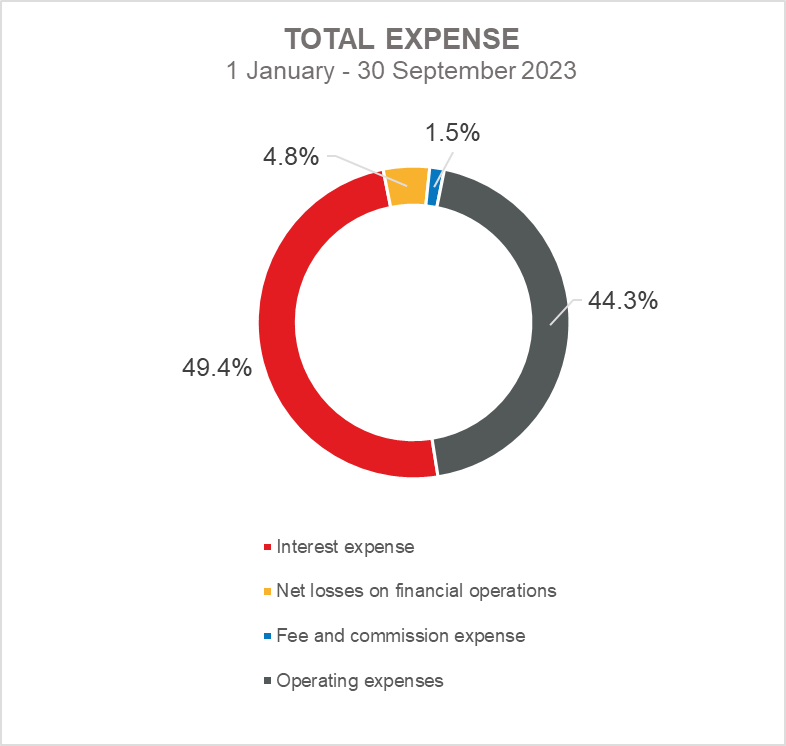 TOTAL EXPENSE
1 January - 30 September 2023
1.5%
4.8%
44.3%
49.4%
Interest expense
Net losses on financial operations
Fee and commission expense
Operating expenses